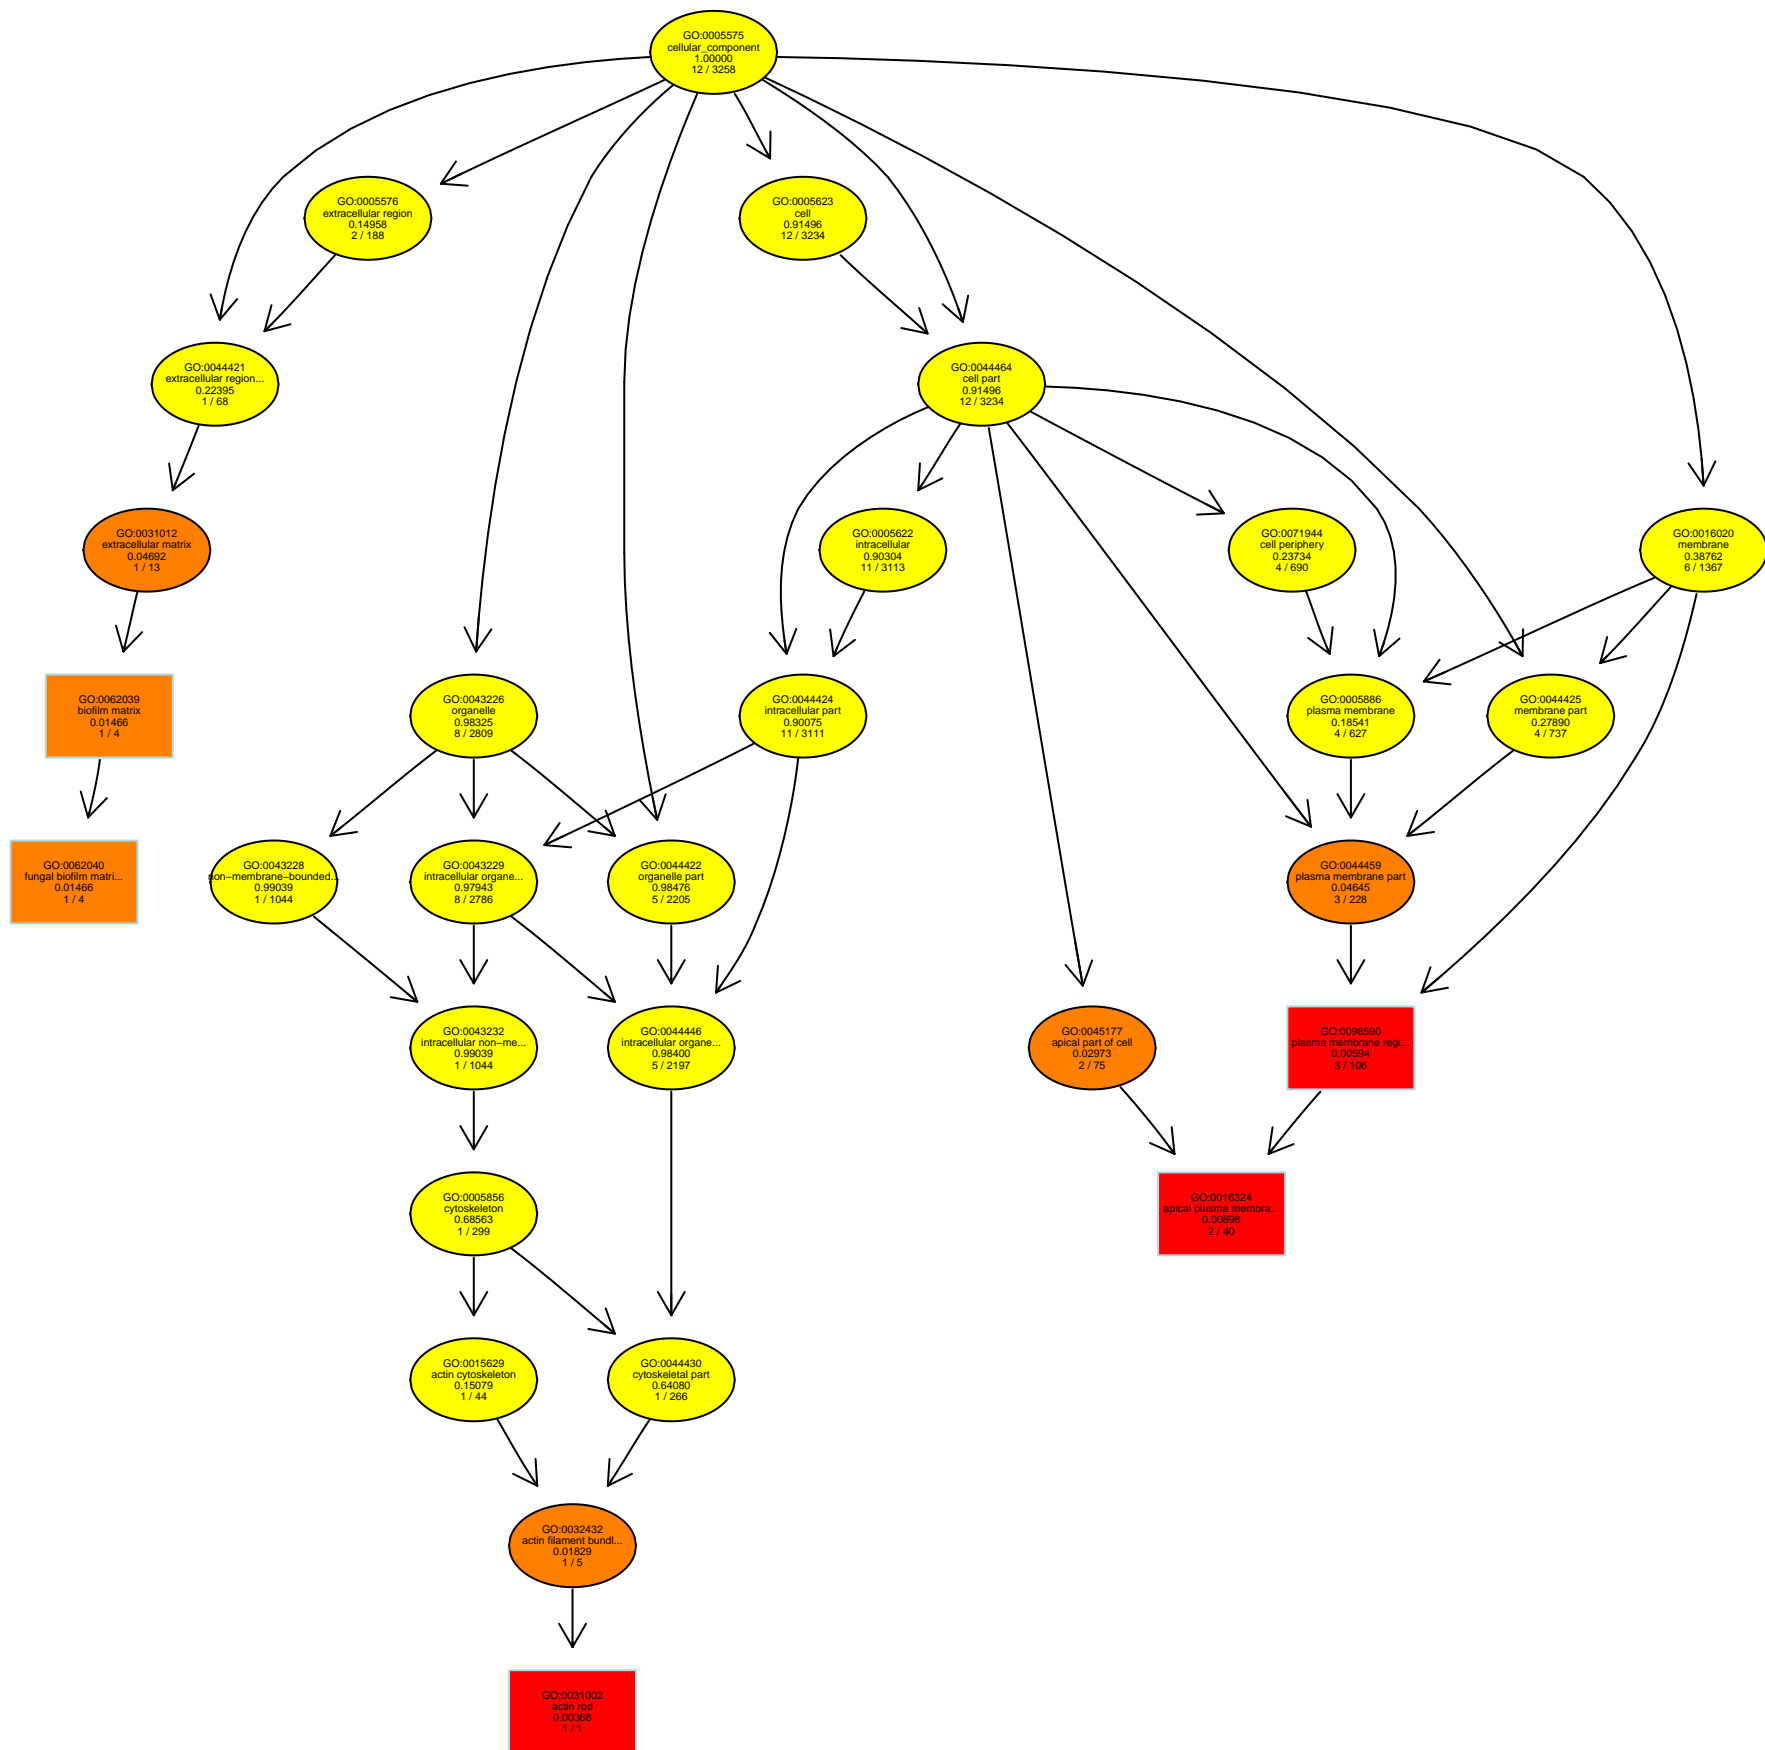 GO:0005575
cellular_component
1.00000
12 / 3258
GO:0005576
extracellular region
0.14958
2 / 188
GO:0005623
cell
0.91496
12 / 3234
GO:0044421
extracellular region...
0.22395
1 / 68
GO:0044464
cell part
0.91496
12 / 3234
GO:0031012
extracellular matrix
0.04692
1 / 13
GO:0005622
intracellular
0.90304
11 / 3113
GO:0071944
cell periphery
0.23734
4 / 690
GO:0016020
membrane
0.38762
6 / 1367
GO:0062039
biofilm matrix
0.01466
1 / 4
GO:0043226
organelle
0.98325
8 / 2809
GO:0044424
intracellular part
0.90075
11 / 3111
GO:0005886
plasma membrane
0.18541
4 / 627
GO:0044425
membrane part
0.27890
4 / 737
GO:0062040
fungal biofilm matri...
0.01466
1 / 4
GO:0043228
non−membrane−bounded...
0.99039
1 / 1044
GO:0043229
intracellular organe...
0.97943
8 / 2786
GO:0044422
organelle part
0.98476
5 / 2205
GO:0044459
plasma membrane part
0.04645
3 / 228
GO:0043232
intracellular non−me...
0.99039
1 / 1044
GO:0044446
intracellular organe...
0.98400
5 / 2197
GO:0045177
apical part of cell
0.02973
2 / 75
GO:0098590
plasma membrane regi...
0.00594
3 / 106
GO:0005856
cytoskeleton
0.68563
1 / 299
GO:0016324
apical plasma membra...
0.00898
2 / 40
GO:0015629
actin cytoskeleton
0.15079
1 / 44
GO:0044430
cytoskeletal part
0.64080
1 / 266
GO:0032432
actin filament bundl...
0.01829
1 / 5
GO:0031002
actin rod
0.00368
1 / 1